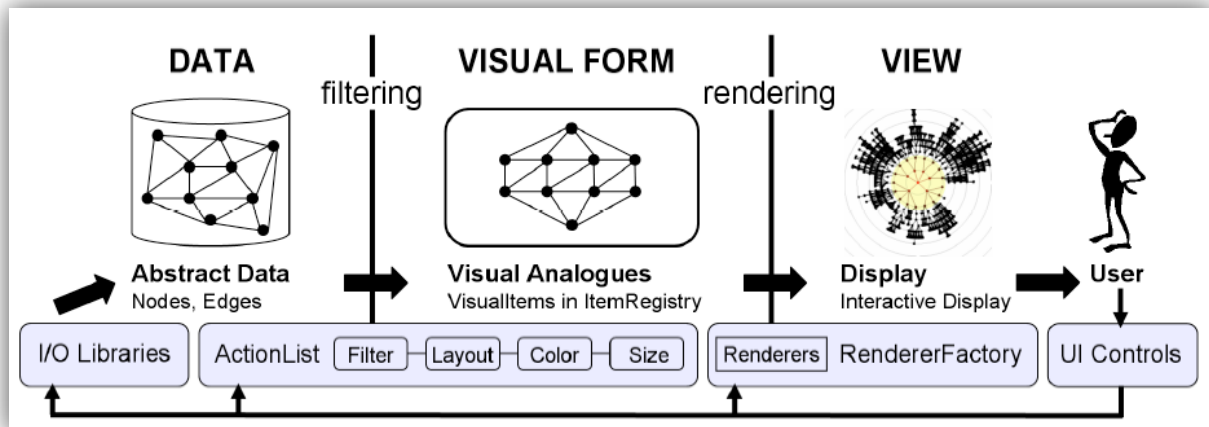 DATA
VISUAL FORM
VIEW
filtering
rendering
Abstract Data
Nodes, Edges
Visual Analogues
VisualItems in ItemRegistry
Display
Interactive Display
User
I/O Libraries
ActionList
Filter
Layout
Color
Size
Renderers
RendererFactory
UI Controls